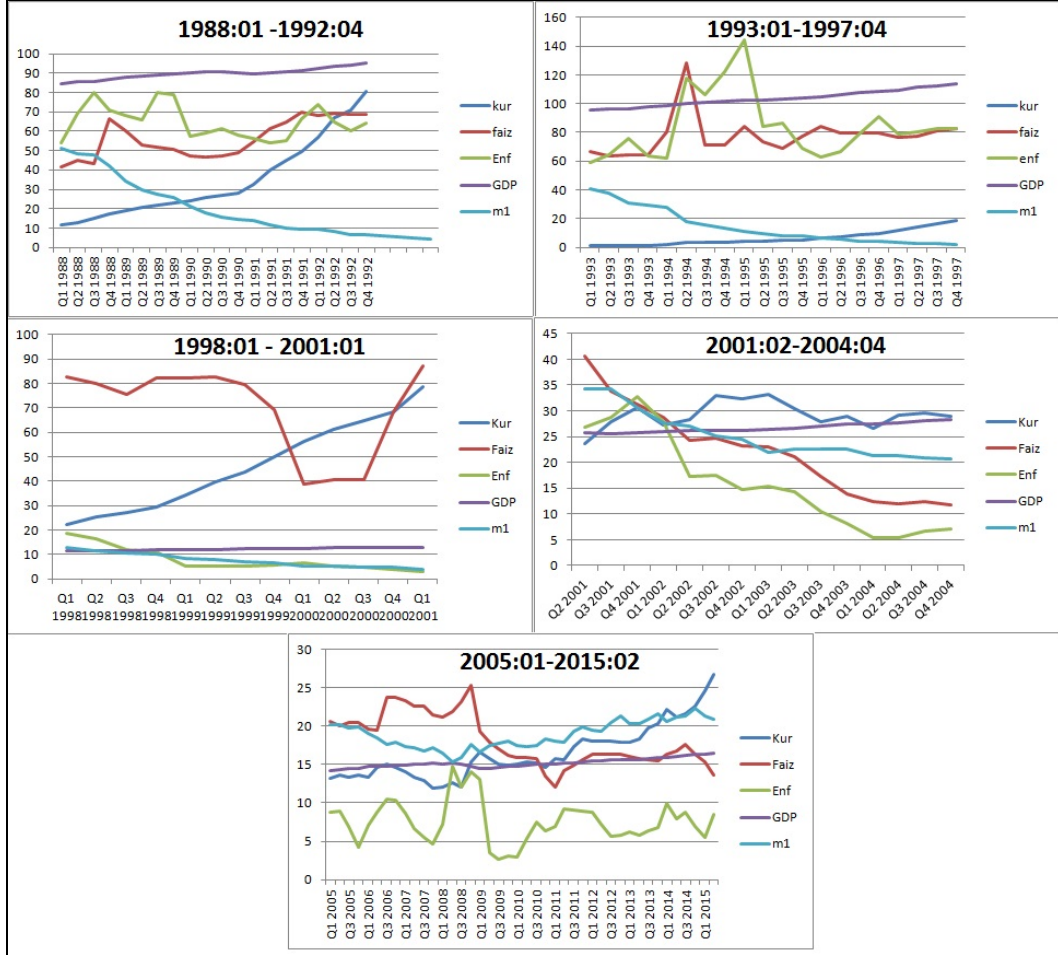 1988:01 -1992:04
100
90
80
70
60
50
40
30
20
10
0
Q1 1988
Q2 1988
Q3 1988
Q4 1988
Q1 1989
Q2 1989
Q3 1989
Q4 1989
Q1 1990
Q2 1990
Q3 1990
Q4 1990
Q1 1991
Q2 1991
Q3 1991
Q4 1991
Q1 1992
Q2 1992
Q3 1992
Q4 1992
kur
faiz
Enf
GDP
m1
1993:01-1997:04
160
140
120
100
80
60
40
20
0
Q1 1993
Q2 1993
Q3 1993
Q4 1993
Q1 1994
Q2 1994
Q3 1994
Q4 1994
Q1 1995
Q2 1995
Q3 1995
Q4 1995
Q1 1996
Q2 1996
Q3 1996
Q4 1996
Q1 1997
Q2 1997
Q3 1997
Q4 1997
kur
faiz
enf
GDP
m1
1998:01 - 2001:01
100
90
80
70
60
50
40
30
20
10
0
Q1 Q2 Q3 Q4 Q1 Q2 Q3 Q4 Q1 Q2 Q3 Q4 Q1
1998 1998 1998 1998 1999 1999 1999 1999 2000 2000 2000 2000 2001
Kur
Faiz
Enf
GDP
m1
2001:02-2004:04
45
40
35
30
25
20
15
10
5
0
Q2 2001
Q3 2001
Q4 2001
Q1 2002
Q2 2002
Q3 2002
Q4 2002
Q1 2003
Q2 2003
Q3 2003
Q4 2003
Q1 2004
Q2 2004
Q3 2004
Q4 2004
Kur
Faiz
Enf
GDP
m1
2005:01-2015:02
30
25
20
15
10
5
0
Q1 2005
Q3 2005
Q1 2006
Q3 2006
Q1 2007
Q3 2007
Q1 2008
Q3 2008
Q1 2009
Q3 2009
Q1 2010
Q3 2010
Q1 2011
Q3 2011
Q1 2012
Q3 2012
Q1 2013
Q3 2013
Q1 2014
Q3 2014
Q1 2015
Kur
Faiz
Enf
GDP
m1